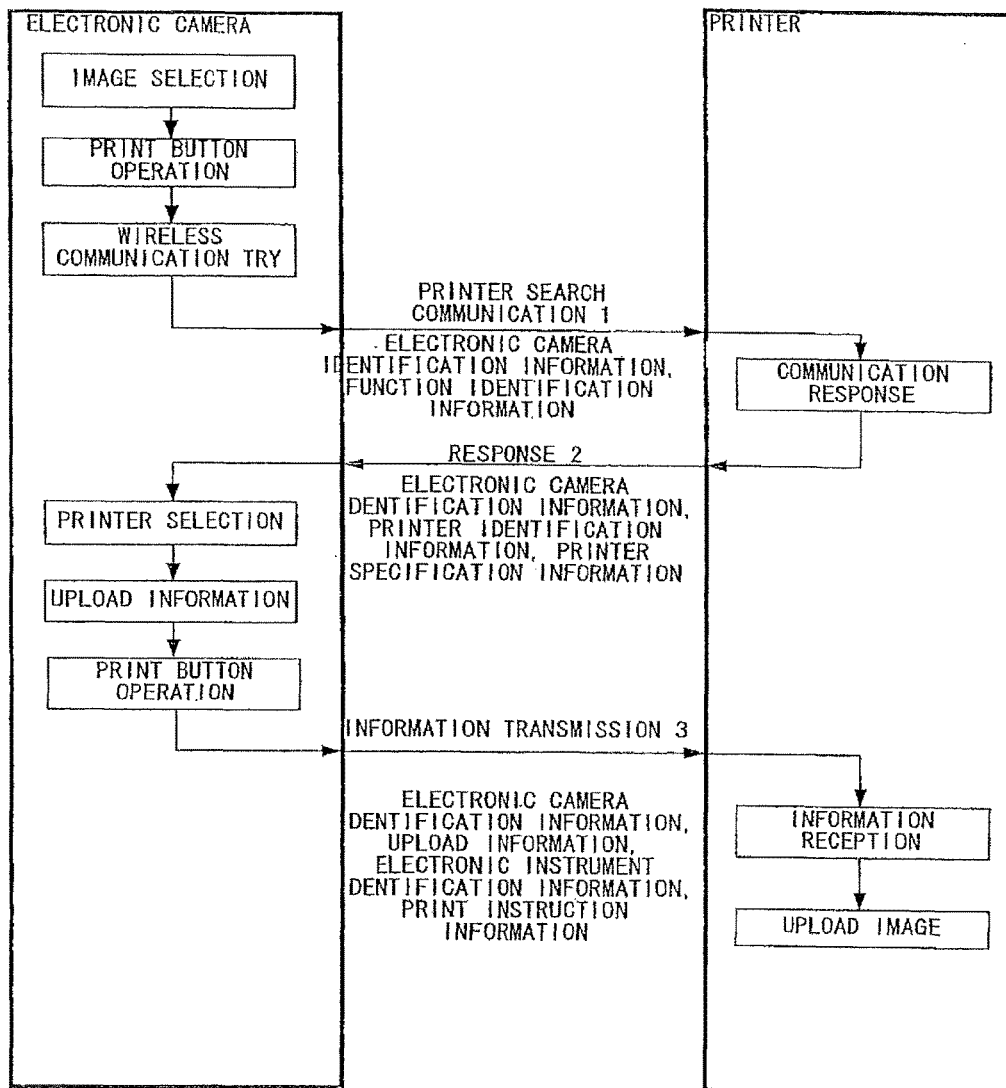 ELECTRONIC CAMERA
PRINTER
IMAGE SELECTION
PRINT BUTTON
OPERATION
WIRELESS
COMMUNICATION TRY
PRINTER SEARCH
COMMUNICATION 1
ELECTRONIC CAMERA
IDENTIFICATION INFORMATION,
FUNCTION IDENTIFICATION
INFORMATION
COMMUNICATION
RESPONSE
RESPONSE 2
ELECTRONIC CAMERA
DENTIFICATION INFORMATION,
PRINTER IDENTIFICATION
INFORMATION, PRINTER
SPECIFICATION INFORMATION
PRINTER SELECTION
UPLOAD INFORMATION
PRINT BUTTON
OPERATION
INFORMATION TRANSMISSION 3
ELECTRONIC CAMERA
DENTIFICATION INFORMATION,
UPLOAD INFORMATION,
ELECTRONIC INSTRUMENT
DENTIFICATION INFORMATION,
PRINT INSTRUCTION
INFORMATION
INFORMATION
RECEPTION
UPLOAD IMAGE